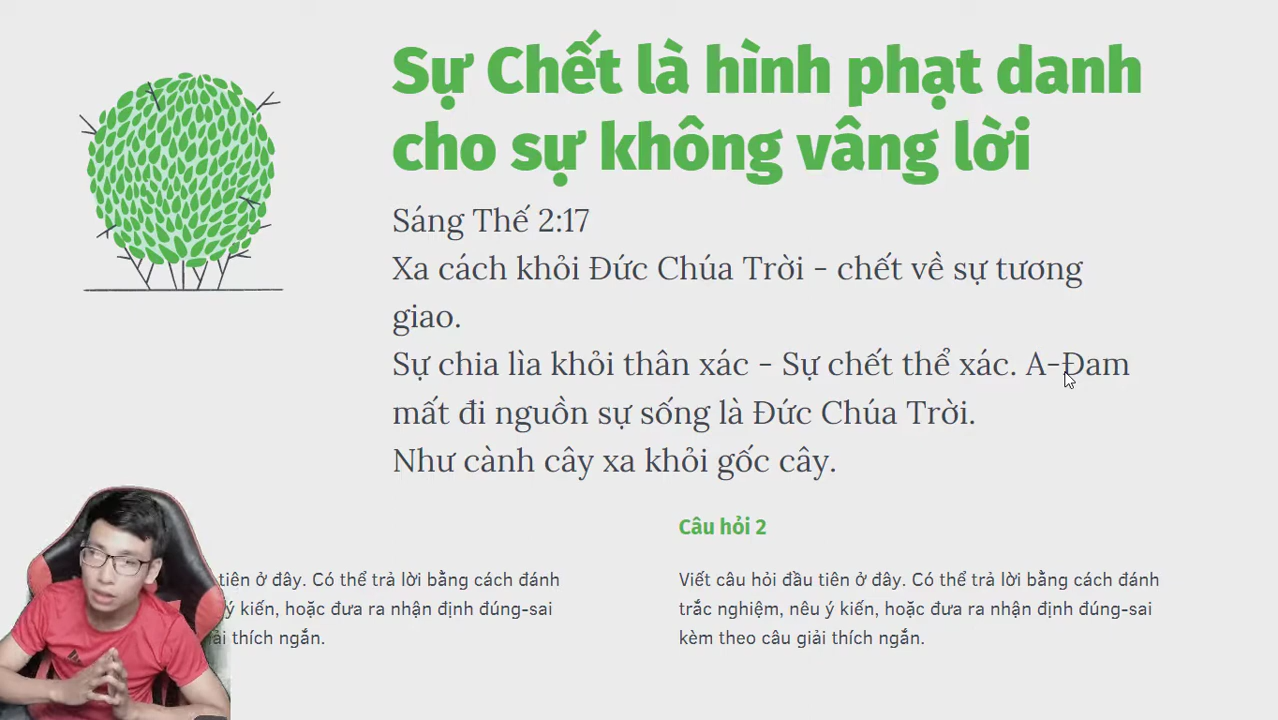 Sự Chết là hình phạt danh
cho sự không vâng lời
Sáng Thế 2:17
Xa cách khỏi Đức Chúa Trời - chết về sự tương
giao.
Sự chia lìa khỏi thân xác - Sự chết thể xác. A-Đam
mất đi nguồn sự sống là Đức Chúa Trời.
Như cành cây xa khỏi gốc cây.
tiên ở đây. Có thể trả lời bằng cách đánh
ý kiến, hoặc đưa ra nhận định đúng-sai
thích ngắn.
Câu hỏi 2
Viết câu hỏi đầu tiên ở đây. Có thể trả lời bằng cách đánh
trắc nghiệm, nêu ý kiến, hoặc đưa ra nhận định đúng-sai
kèm theo câu giải thích ngắn.